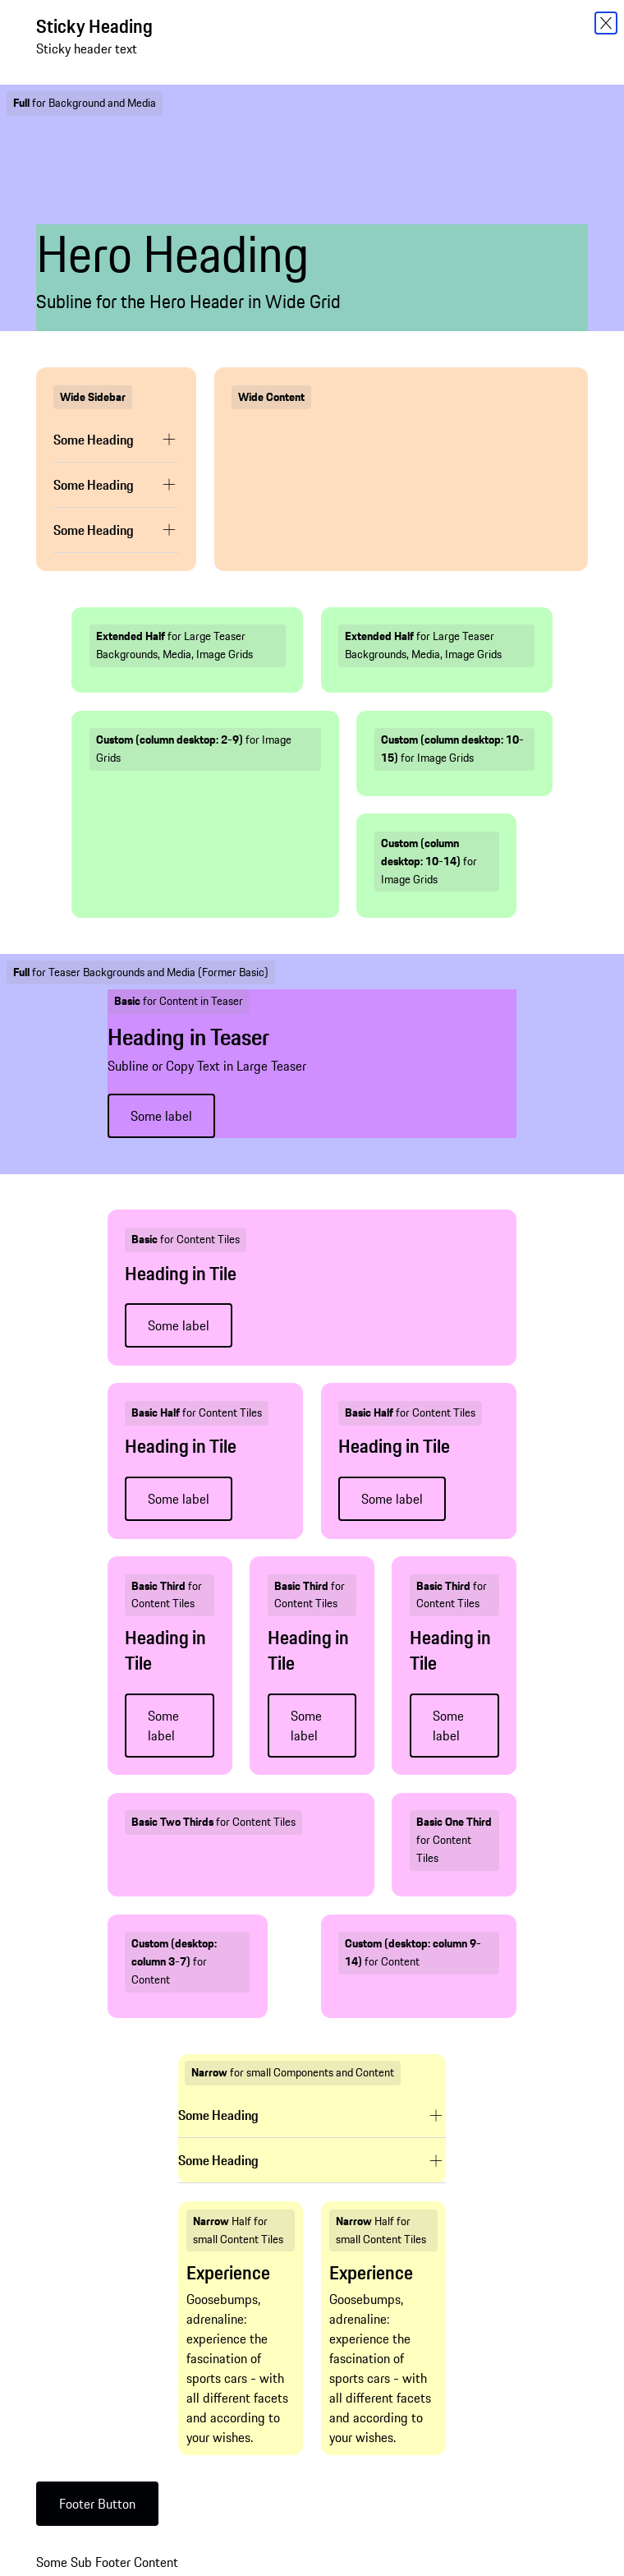 Sticky Heading
Sticky header text
Full for Background and Media
Hero Heading
Subline for the Hero Header in Wide Grid
Wide Sidebar
Some Heading
Some Heading
Some Heading
Wide Content
Extended Half for Large Teaser
Backgrounds, Media, Image Grids
Extended Half for Large Teaser
Backgrounds, Media, Image Grids
Custom (column desktop: 2-9) for Image
Grids
Custom (column desktop: 10-
15) for Image Grids
Custom (column
desktop: 10-14) for
Image Grids
Full for Teaser Backgrounds and Media (Former Basic)
Basic for Content in Teaser
Heading in Teaser
Subline or Copy Text in Large Teaser
Some label
Basic for Content Tiles
Heading in Tile
Some label
Basic Half for Content Tiles
Heading in Tile
Some label
Basic Half for Content Tiles
Heading in Tile
Some label
Basic Third for
Content Tiles
Heading in
Tile
Some
label
Basic Third for
Content Tiles
Heading in
Tile
Some
label
Basic Third for
Content Tiles
Heading in
Tile
Some
label
Basic Two Thirds for Content Tiles
Basic One Third
for Content
Tiles
Custom (desktop:
column 3-7) for
Content
Custom (desktop: column 9-
14) for Content
Narrow for small Components and Content
Some Heading
Some Heading
Narrow Half for
small Content Tiles
Experience
Goosebumps,
adrenaline:
experience the
fascination of
sports cars - with
all different facets
and according to
your wishes.
Narrow Half for
small Content Tiles
Experience
Goosebumps,
adrenaline:
experience the
fascination of
sports cars - with
all different facets
and according to
your wishes.
Footer Button
Some Sub Footer Content